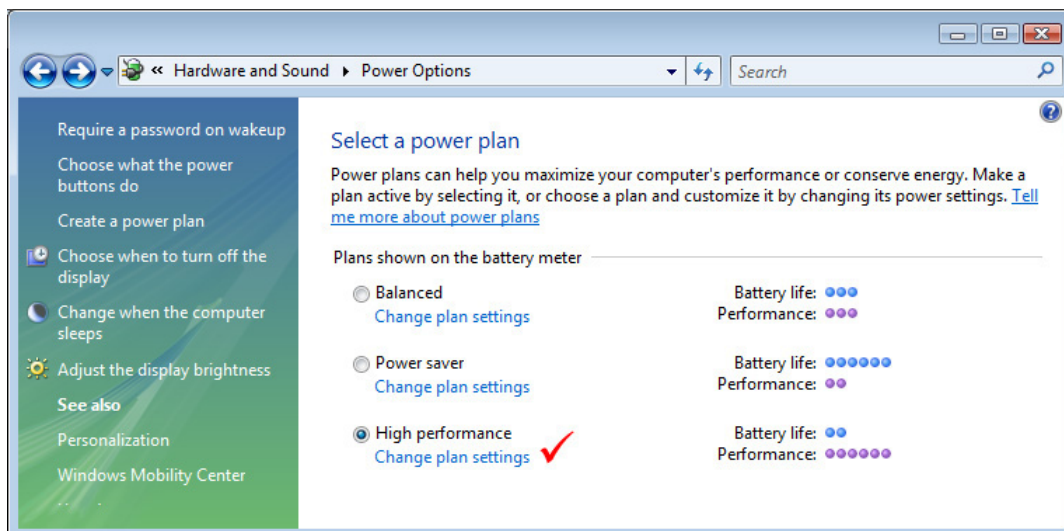 « Hardware and Sound ▸ Power Options
Search
Require a password on wakeup
Choose what the power
buttons do
Create a power plan
Choose when to turn off the
display
Change when the computer
sleeps
Adjust the display brightness
See also
Personalization
Windows Mobility Center
Select a power plan
Power plans can help you maximize your computer's performance or conserve energy. Make a
plan active by selecting it, or choose a plan and customize it by changing its power settings. Tell
me more about power plans
Plans shown on the battery meter
Balanced
Battery life:
Change plan settings
Performance:
Power saver
Battery life:
Change plan settings
Performance:
High performance
Battery life:
Change plan settings
Performance: